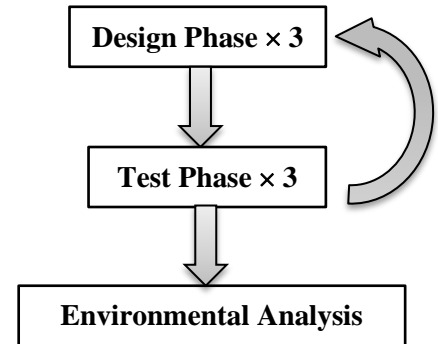 Design Phase × 3
Test Phase × 3
Environmental Analysis